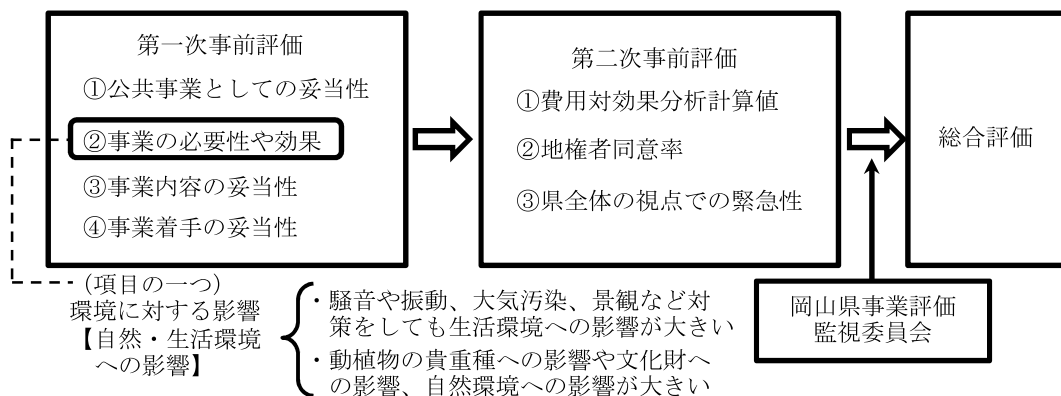 第一次事前評価
①公共事業としての妥当性
②事業の必要性や効果
③事業内容の妥当性
④事業着手の妥当性
第二次事前評価
①費用対効果分析計算値
②地権者同意率
③県全体の視点での緊急性
総合評価
岡山県事業評価
監視委員会
(項目の一つ)
環境に対する影響
【自然・生活環境
への影響】
・騒音や振動、大気汚染、景観など対
策をしても生活環境への影響が大きい
・動植物の貴重種への影響や文化財へ
の影響、自然環境への影響が大きい